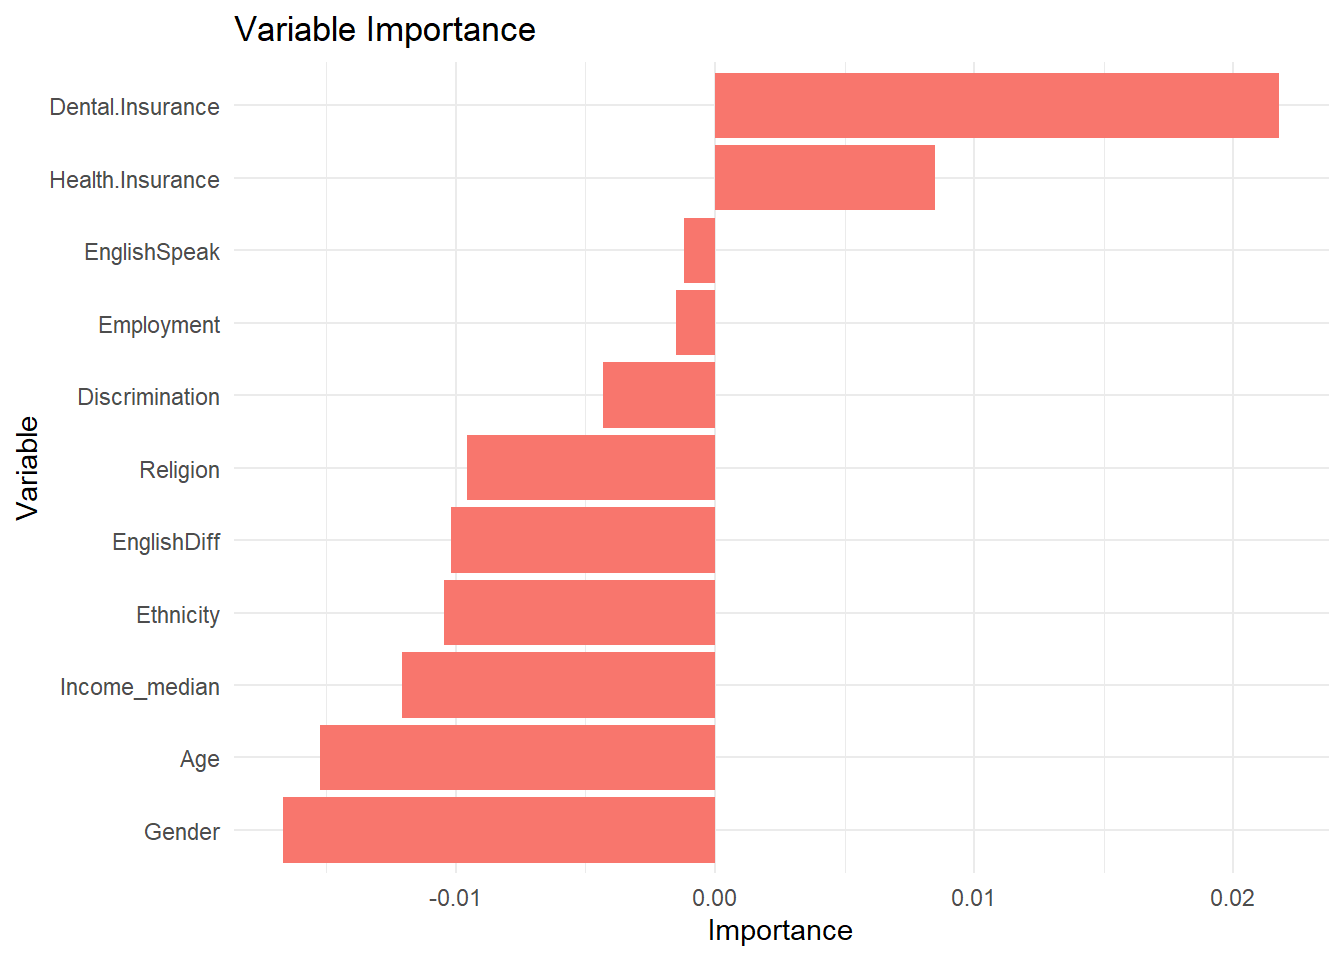 Variable Importance
Dental.Insurance
Health.Insurance
EnglishSpeak
Employment
Discrimination
Religion
EnglishDiff
Ethnicity
Income_median
Age
Gender
Variable
-0.01 0.00 0.01 0.02
Importance